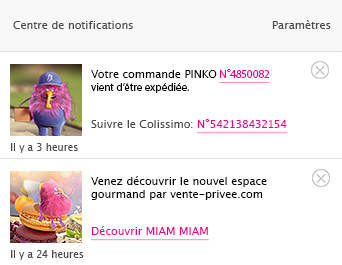 Centre de notifications Paramètres
Votre commande PINKO N°4850082
vient d'être expédiée.
Suivre le Colissimo: N°542138432154
Il y a 3 heures
Venez découvrir le nouvel espace
gourmand par vente-privee.com
Découvrir MIAM MIAM
Il y a 24 heures